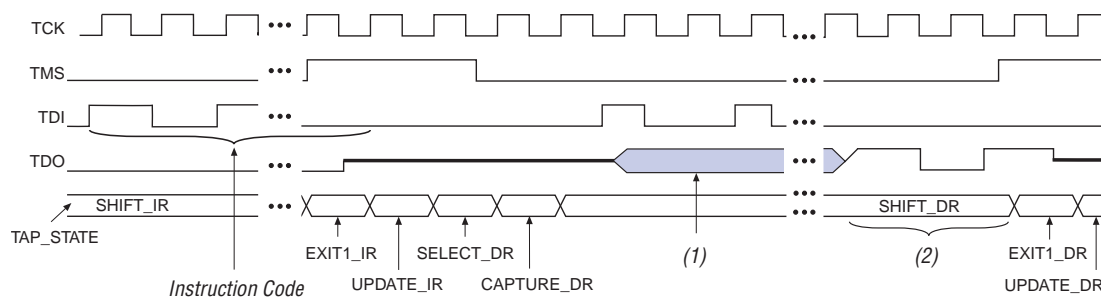 TCK
TMS
TDI
TDO
SHIFT_IR
SHIFT_DR
TAP_STATE
EXIT1_IR
SELECT_DR
(1)
(2)
EXIT1_DR
Instruction Code
UPDATE_IR
CAPTURE_DR
UPDATE_DR